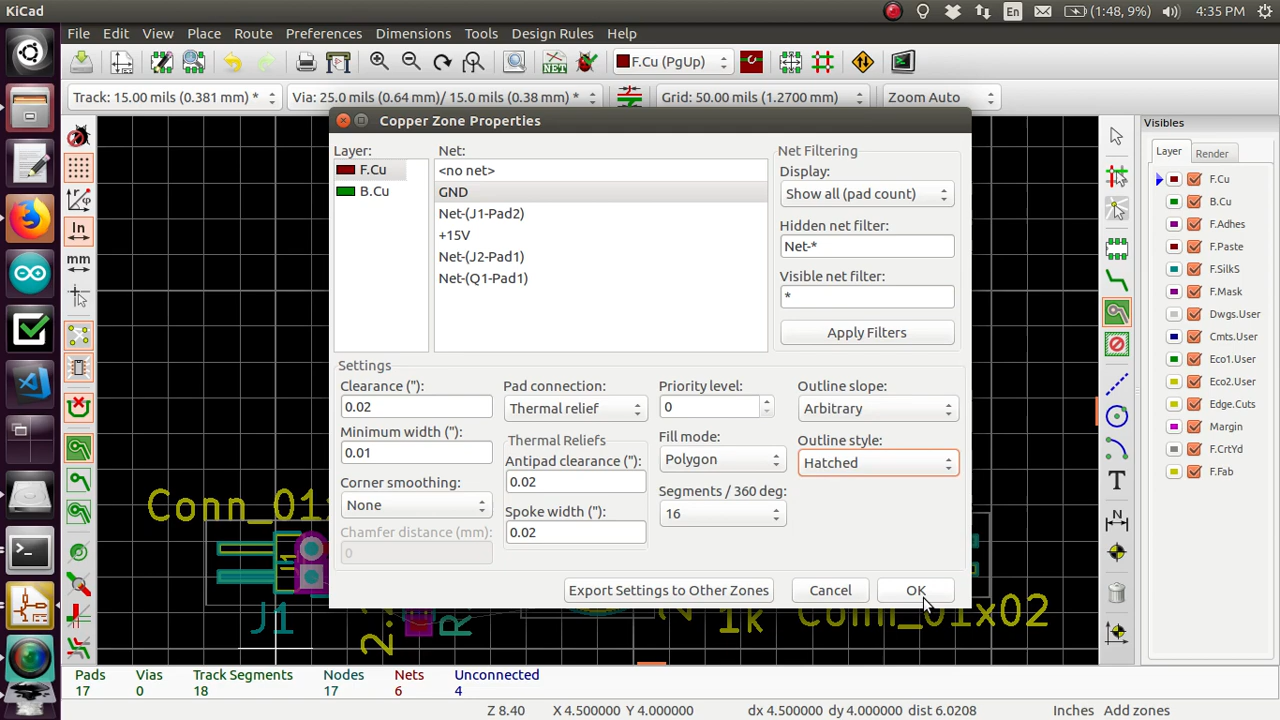 KiCad
En
(1:48, 9%)
4:35 PM
File Edit View Place Route Preferences Dimensions Tools Design Rules Help
NET
F.Cu (PgUp)
Track: 15.00 mils (0.381 mm) *
Via: 25.0 mils (0.64 mm)/ 15.0 mils (0.38 mm) *
Grid: 50.00 mils (1.2700 mm)
Zoom Auto
In
mm
Copper Zone Properties
Layer:
F.Cu
B.Cu
Net:
<no net>
GND
Net-(J1-Pad2)
+15V
Net-(J2-Pad1)
Net-(Q1-Pad1)
Net Filtering
Display:
Show all (pad count)
Hidden net filter:
Net-*
Visible net filter:
*
Apply Filters
Settings
Clearance ("):
0.02
Minimum width ("):
0.01
Corner smoothing:
None
Chamfer distance (mm):
0
Pad connection:
Thermal relief
Thermal Reliefs
Antipad clearance ("):
0.02
Spoke width ("):
0.02
Priority level:
0
Fill mode:
Polygon
Segments / 360 deg:
16
Outline slope:
Arbitrary
Outline style:
Hatched
Export Settings to Other Zones
Cancel
OK
Conn_01x
J1
J1
2.
R
1k
Conn_01x02
Visibles
Layer
Render
F.Cu
B.Cu
F.Adhes
F.Paste
F.SilkS
F.Mask
Dwgs.User
Cmts.User
Eco1.User
Eco2.User
Edge.Cuts
Margin
F.CrtYd
F.Fab
Pads Vias Track Segments Nodes Nets Unconnected
17 0 18 17 6 4
Z 8.40 X 4.500000 Y 4.000000 dx 4.500000 dy 4.000000 dist 6.0208 Inches Add zones